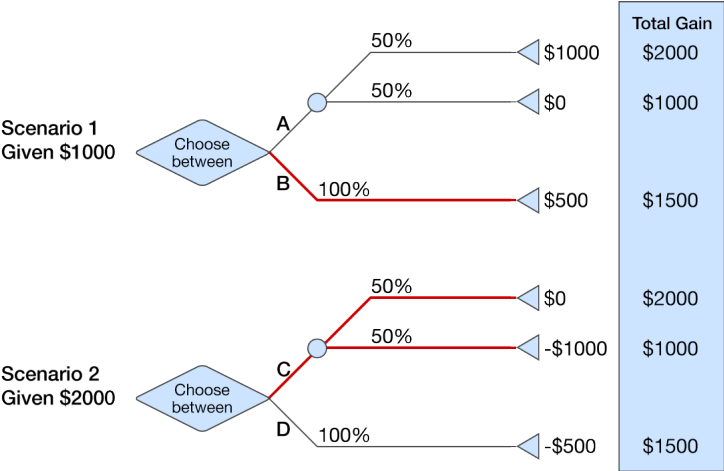 Total Gain
50%
$1000
$2000
50%
$0
$1000
A
Scenario 1
Given $1000
Choose
between
B
100%
$500
$1500
50%
$0
$2000
50%
-$1000
$1000
C
Scenario 2
Given $2000
Choose
between
D
100%
-$500
$1500